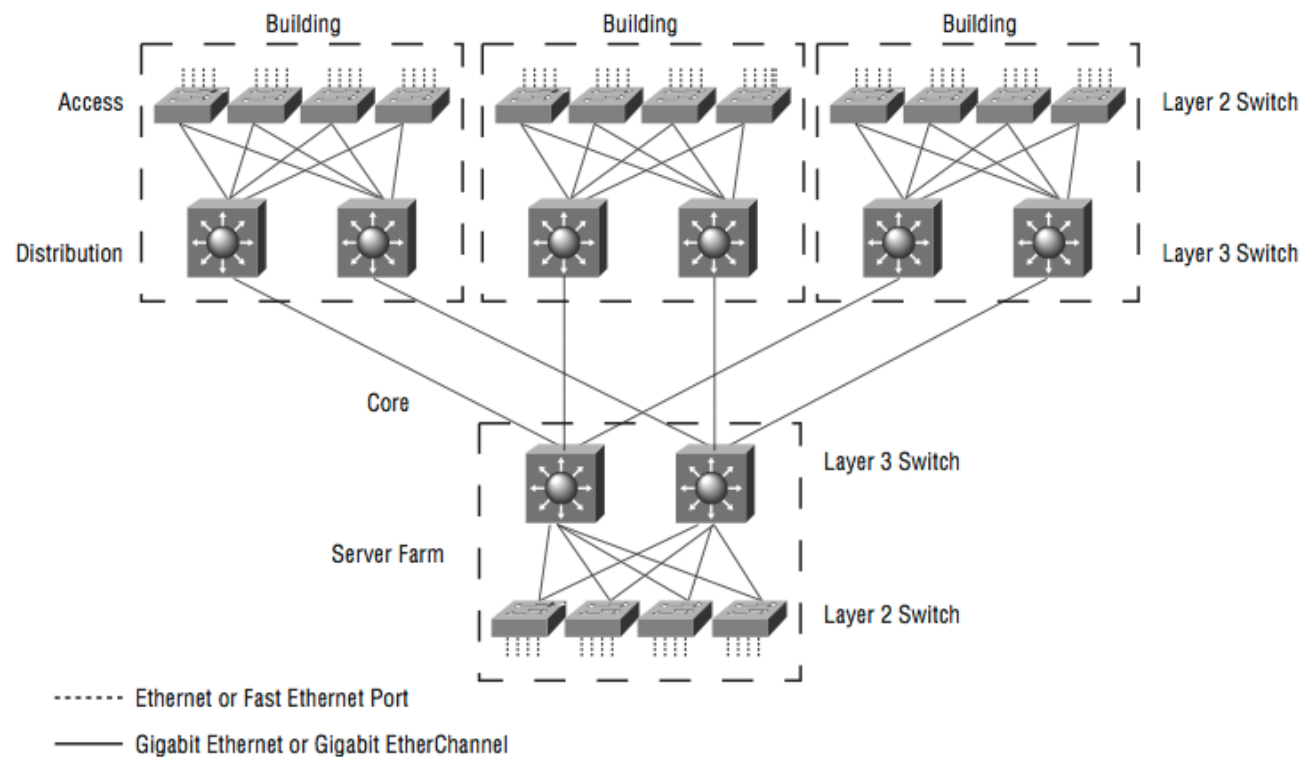 Building
Building
Building
Access
Layer 2 Switch
Distribution
Layer 3 Switch
Core
Layer 3 Switch
Server Farm
Layer 2 Switch
Ethernet or Fast Ethernet Port
Gigabit Ethernet or Gigabit EtherChannel